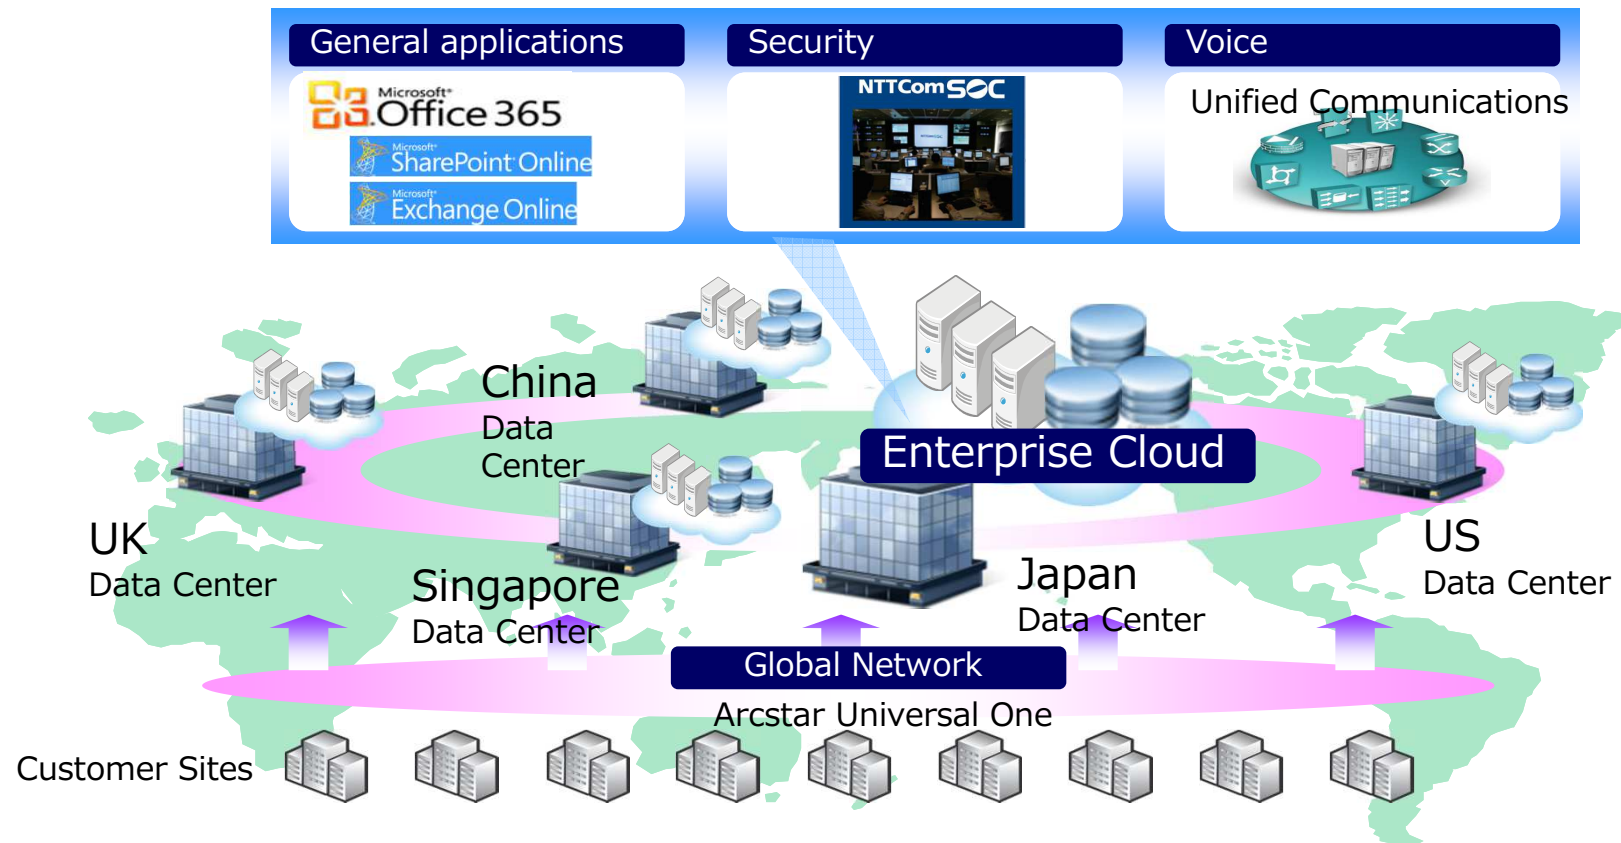 General applications
Security
Voice
Microsoft®
Office 365
Microsoft®
SharePoint® Online
Microsoft®
Exchange Online
NTTComSOC
Unified Communications
China
Data
Center
Enterprise Cloud
UK
Data Center
Singapore
Data Center
Japan
Data Center
US
Data Center
Global Network
Arcstar Universal One
Customer Sites